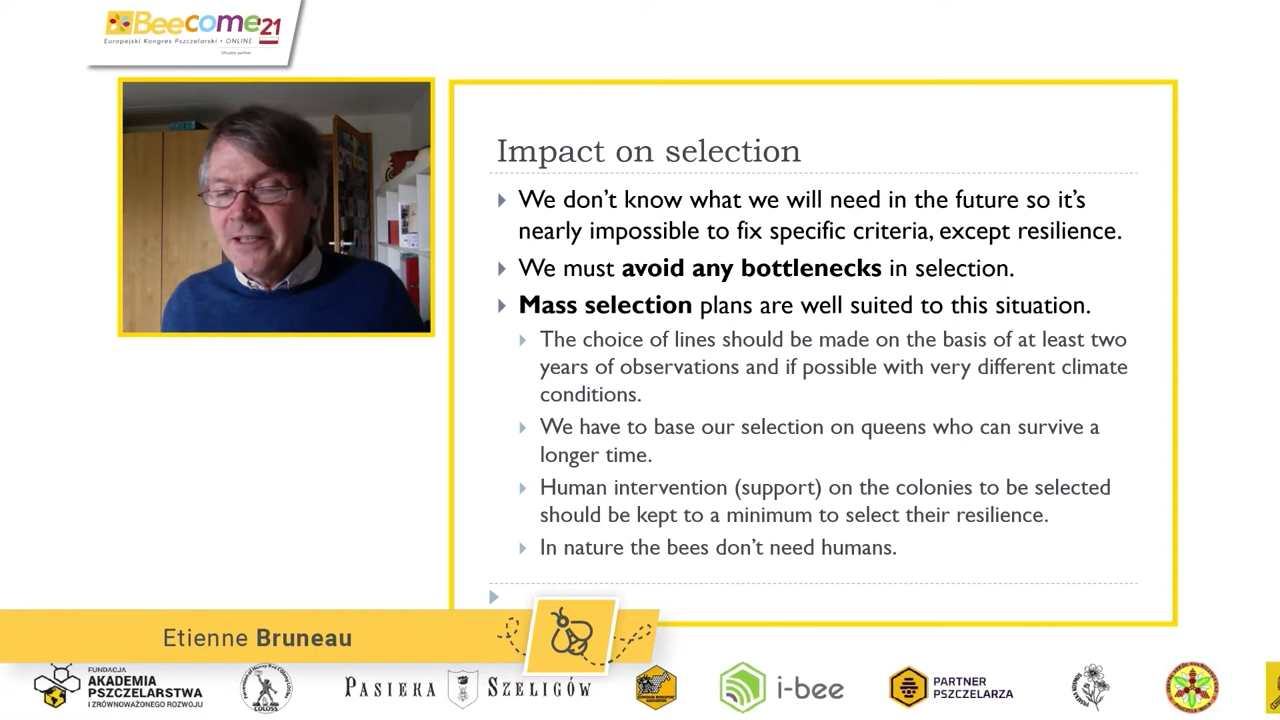 Beecome'21
Europejski Kongres Pszczelarski • ONLINE
Impact on selection
We don't know what we will need in the future so it's
nearly impossible to fix specific criteria, except resilience.
We must avoid any bottlenecks in selection.
Mass selection plans are well suited to this situation.
The choice of lines should be made on the basis of at least two
years of observations and if possible with very different climate
conditions.
We have to base our selection on queens who can survive a
longer time.
Human intervention (support) on the colonies to be selected
should be kept to a minimum to select their resilience.
In nature the bees don't need humans.
Etienne Bruneau
FUNDACJA
AKADEMIA
PSZCZELARSTWA
I ZRÓWNOWAŻONEGO ROZWOJU
COLOSS
PASIEKA SZELIGÓW
i-bee
PARTNER
PSZCZELARZA